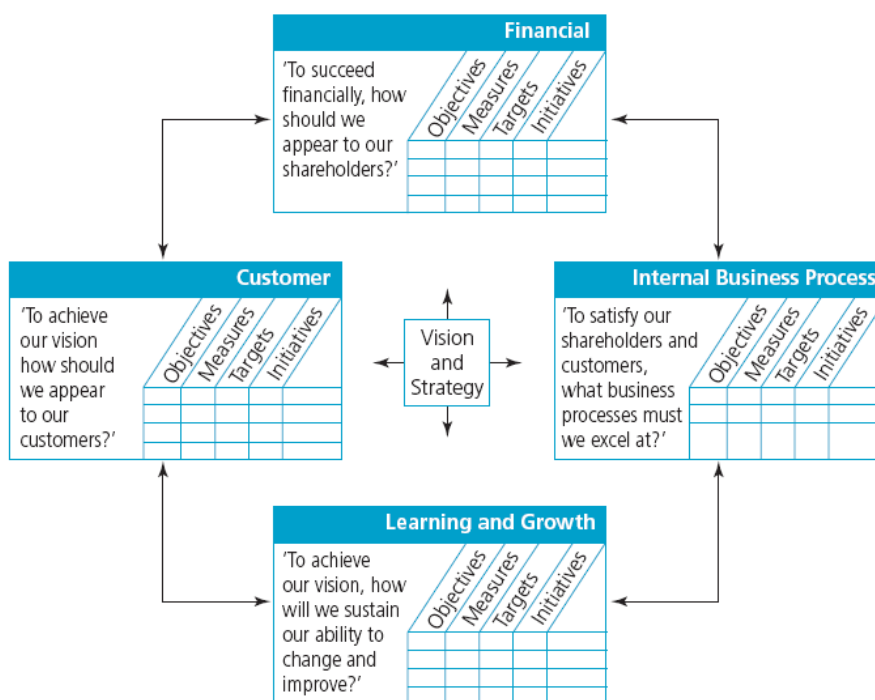 Financial
'To succeed
financially, how
should we
appear to our
shareholders?'
Objectives
Measures
Targets
Initiatives
Customer
'To achieve
our vision
how should
we appear
to our
customers?'
Objectives
Measures
Targets
Initiatives
Vision
and
Strategy
Internal Business Process
'To satisfy our
shareholders and
customers,
what business
processes must
we excel at?'
Objectives
Measures
Targets
Initiatives
Learning and Growth
'To achieve
our vision, how
will we sustain
our ability to
change and
improve?'
Objectives
Measures
Targets
Initiatives